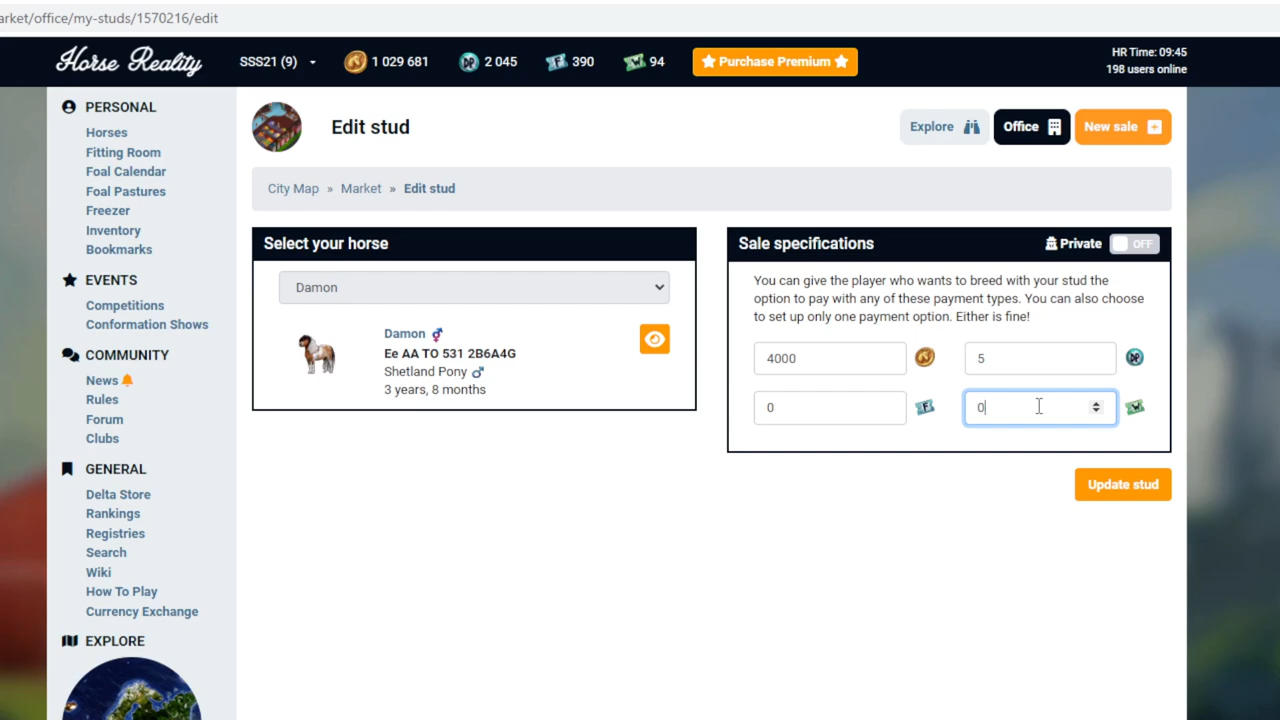 arket/office/my-studs/1570216/edit
Horse Reality
SSS21 (9)
1 029 681
DP
2 045
F
390
W
94
Purchase Premium
HR Time: 09:45
198 users online
PERSONAL
Horses
Fitting Room
Foal Calendar
Foal Pastures
Freezer
Inventory
Bookmarks
EVENTS
Competitions
Conformation Shows
COMMUNITY
News
Rules
Forum
Clubs
GENERAL
Delta Store
Rankings
Registries
Search
Wiki
How To Play
Currency Exchange
EXPLORE
Edit stud
Explore
Office
New sale
City Map » Market » Edit stud
Select your horse
Damon
Damon
Ee AA TO 531 2B6A4G
Shetland Pony
3 years, 8 months
Sale specifications
Private
OFF
You can give the player who wants to breed with your stud the
option to pay with any of these payment types. You can also choose
to set up only one payment option. Either is fine!
4000
5
DP
0
F
0
W
Update stud